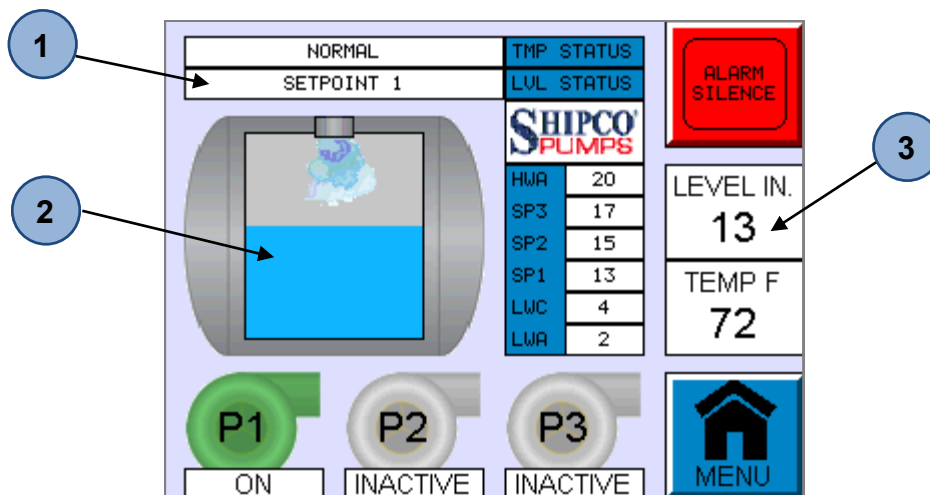 1
NORMAL TMP STATUS
SETPOINT 1 LVL STATUS
ALARM
SILENCE
SHIPCO
PUMPS
3
HWA 20
SP3 17
SP2 15
SP1 13
LWC 4
LWA 2
LEVEL IN.
13
TEMP F
72
2
P1 P2 P3
ON INACTIVE INACTIVE
MENU